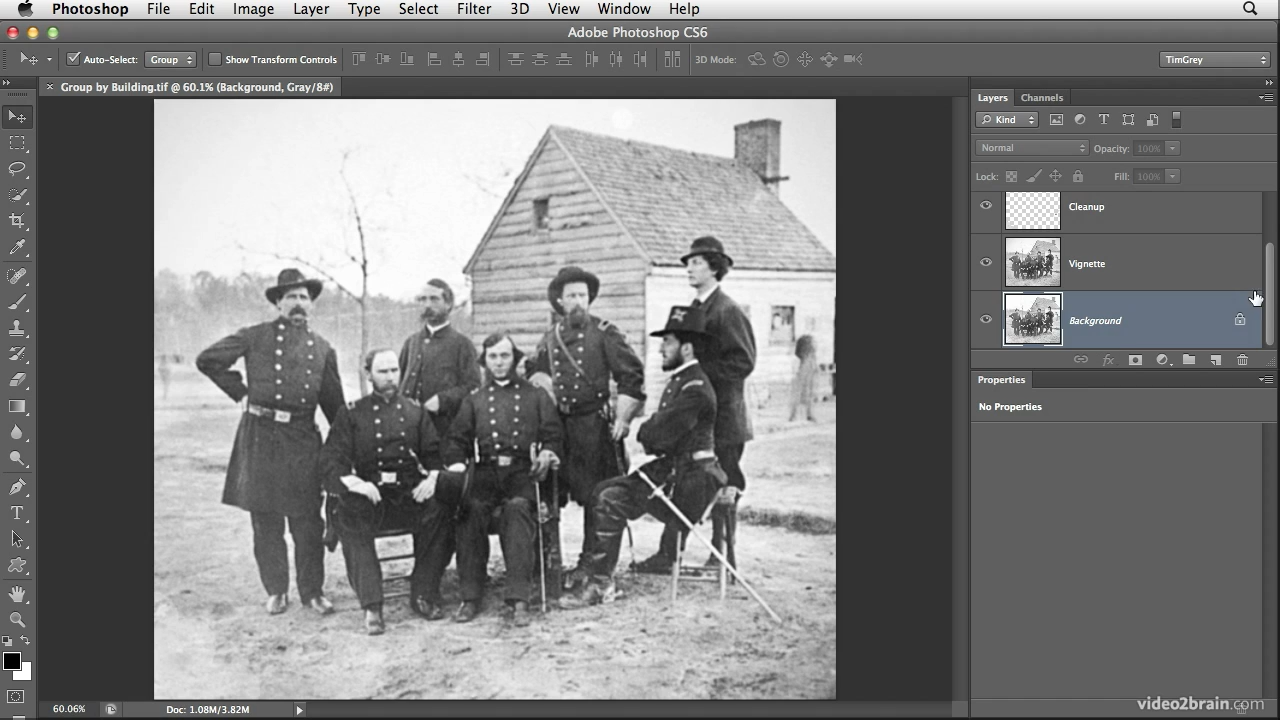 Photoshop File Edit Image Layer Type Select Filter 3D View Window Help
Adobe Photoshop CS6
Auto-Select: Group Show Transform Controls 3D Mode: TimGrey
× Group by Building.tif @ 60.1% (Background, Gray/8#)
Layers Channels
Kind T
Normal Opacity: 100%
Lock: Fill: 100%
Cleanup
Vignette
Background
fx
Properties
No Properties
T
60.06% Doc: 1.08M/3.82M
video2brain.com